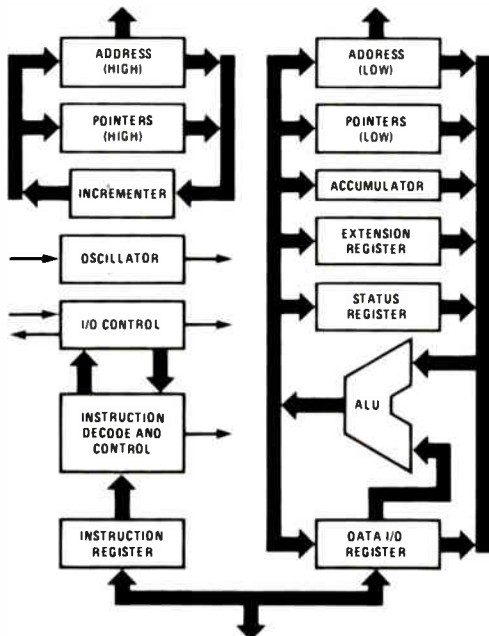 ADDRESS
(HIGH)
POINTERS
(HIGH)
INCREMENTER
OSCILLATOR
I/O CONTROL
INSTRUCTION
DECODE AND
CONTROL
INSTRUCTION
REGISTER
ADDRESS
(LOW)
POINTERS
(LOW)
ACCUMULATOR
EXTENSION
REGISTER
STATUS
REGISTER
ALU
DATA I/O
REGISTER